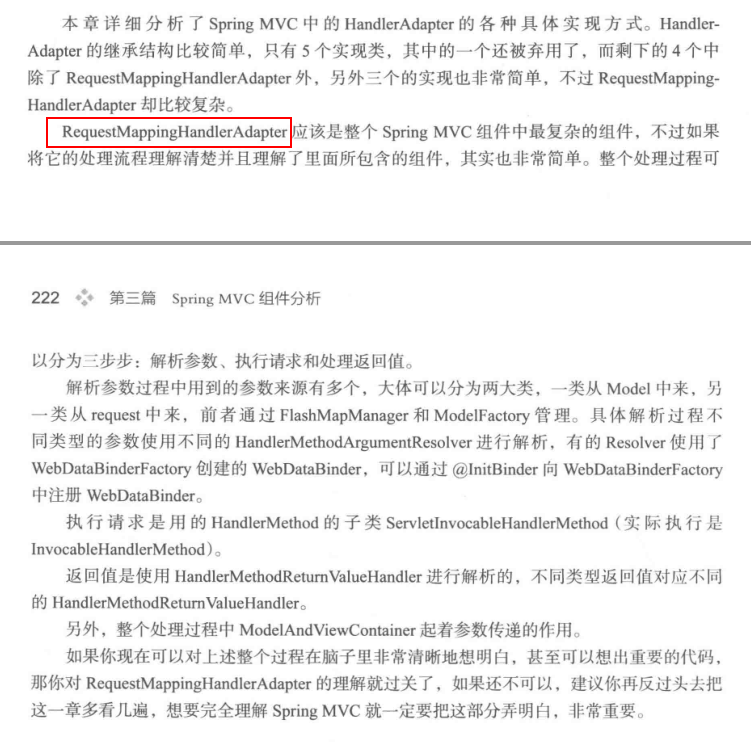 本章详细分析了 Spring MVC 中的 HandlerAdapter 的各种具体实现方式。Handler-
Adapter 的继承结构比较简单，只有 5 个实现类，其中的一个还被弃用了，而剩下的 4 个中
除了 RequestMappingHandlerAdapter 外，另外三个的实现也非常简单，不过 RequestMapping-
HandlerAdapter 却比较复杂。
RequestMappingHandlerAdapter 应该是整个 Spring MVC 组件中最复杂的组件，不过如果
将它的处理流程理解清楚并且理解了里面所包含的组件，其实也非常简单。整个处理过程可
222 第三篇 Spring MVC 组件分析
以分为三步步：解析参数、执行请求和处理返回值。
解析参数过程中用到的参数来源有多个，大体可以分为两大类，一类从 Model 中来，另
一类从 request 中来，前者通过 FlashMapManager 和 ModelFactory 管理。具体解析过程不
同类型的参数使用不同的 HandlerMethodArgumentResolver 进行解析，有的 Resolver 使用了
WebDataBinderFactory 创建的 WebDataBinder，可以通过 @InitBinder 向 WebDataBinderFactory
中注册 WebDataBinder。
执行请求是用的 HandlerMethod 的子类 ServletInvocableHandlerMethod（实际执行是
InvocableHandlerMethod）。
返回值是使用 HandlerMethodReturnValueHandler 进行解析的，不同类型返回值对应不同
的 HandlerMethodReturnValueHandler。
另外，整个处理过程中 ModelAndViewContainer 起着参数传递的作用。
如果你现在可以对上述整个过程在脑子里非常清晰地想明白，甚至可以想出重要的代码，
那你对 RequestMappingHandlerAdapter 的理解就过关了，如果还不可以，建议你再反过头去把
这一章多看几遍，想要完全理解 Spring MVC 就一定要把这部分弄明白，非常重要。